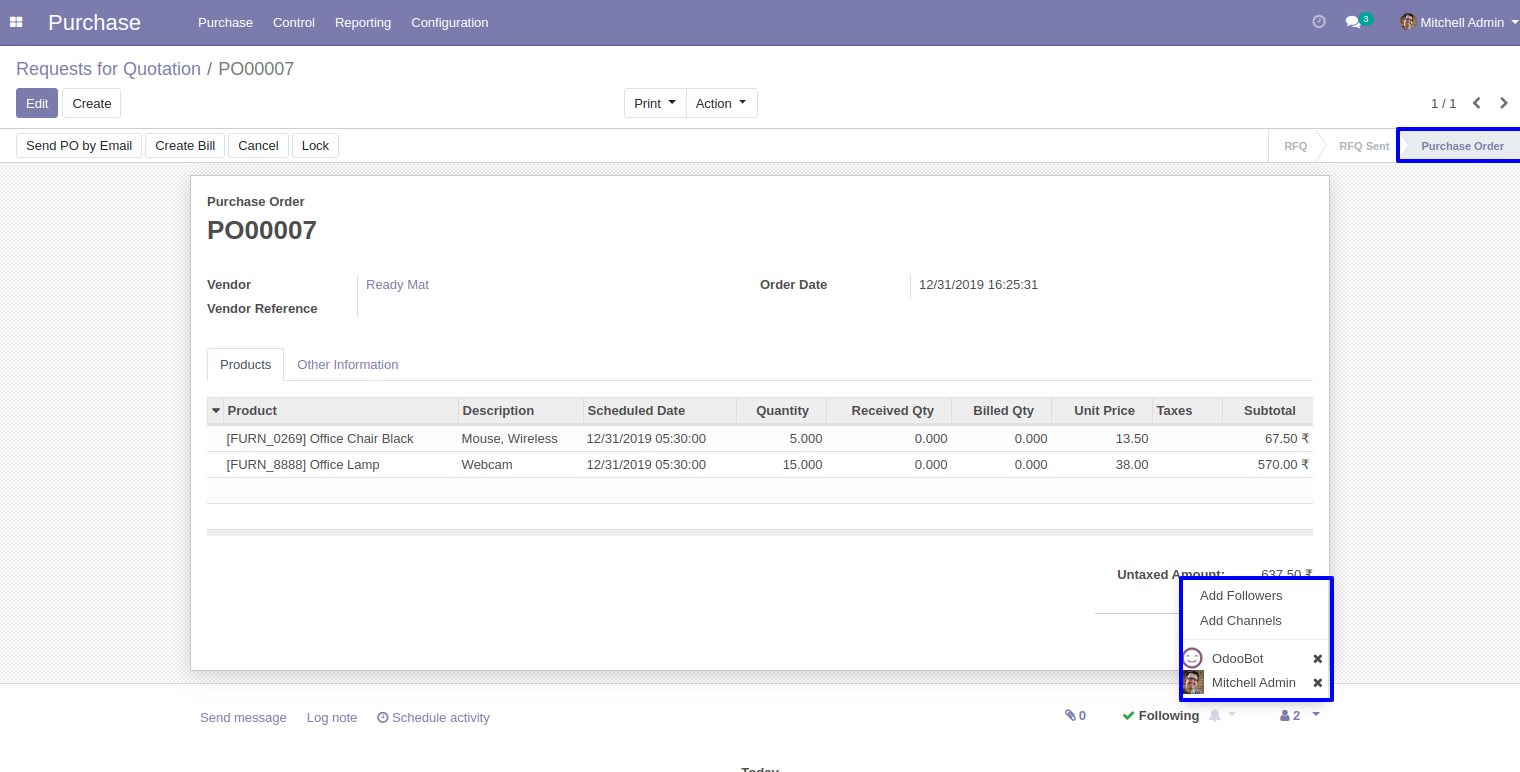 Purchase Purchase Control Reporting Configuration 3 Mitchell Admin
Requests for Quotation / PO00007
Edit Create Print Action 1 / 1
Send PO by Email Create Bill Cancel Lock RFQ RFQ Sent Purchase Order
Purchase Order
PO00007
Vendor Ready Mat Order Date 12/31/2019 16:25:31
Vendor Reference
Products Other Information
Product Description Scheduled Date Quantity Received Qty Billed Qty Unit Price Taxes Subtotal
[FURN_0269] Office Chair Black Mouse, Wireless 12/31/2019 05:30:00 5.000 0.000 0.000 13.50 67.50 ₹
[FURN_8888] Office Lamp Webcam 12/31/2019 05:30:00 15.000 0.000 0.000 38.00 570.00 ₹
Untaxed Amount: 637.50 ₹
Add Followers
Add Channels
OdooBot
Mitchell Admin
Send message Log note Schedule activity 0 Following 2
Today